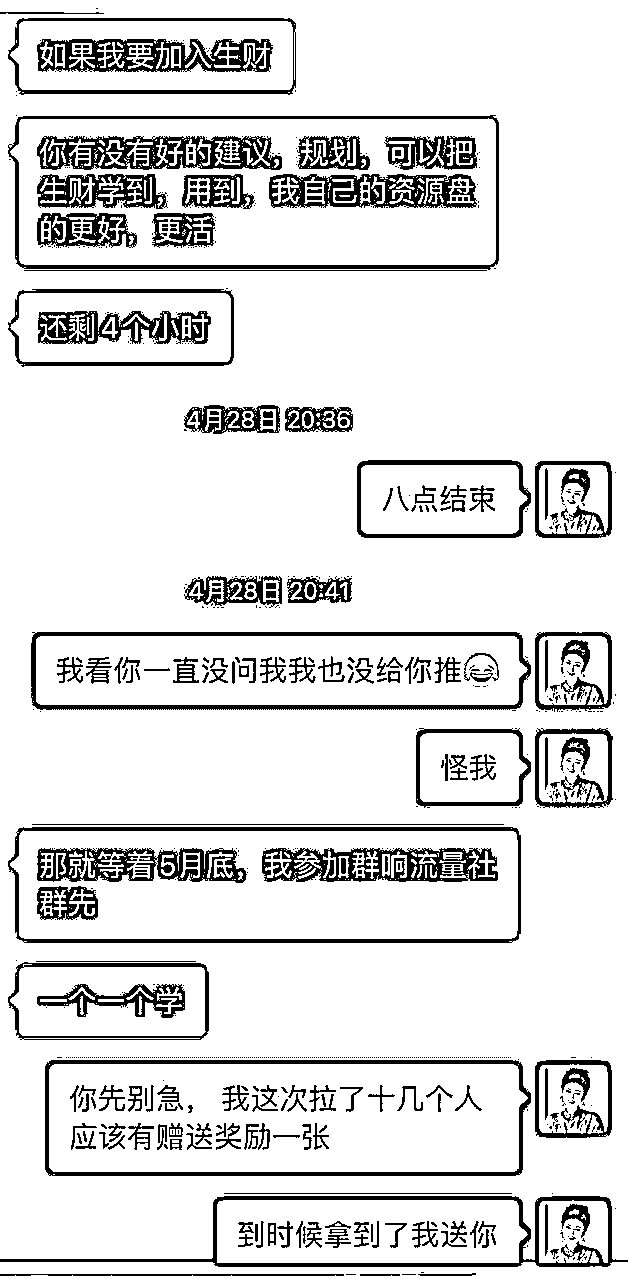 如果我要加入生财
你有没有好的建议，规划，可以把
生财学到，用到，我自己的资源盘
的更好，更活
还剩4个小时
4月28日 20:36
八点结束
4月28日 20:41
我看你一直没问我我也没给你推😂
怪我
那就等着5月底，我参加群响流量社
群先
一个一个学
你先别急， 我这次拉了十几个人
应该有赠送奖励一张
到时候拿到了我送你